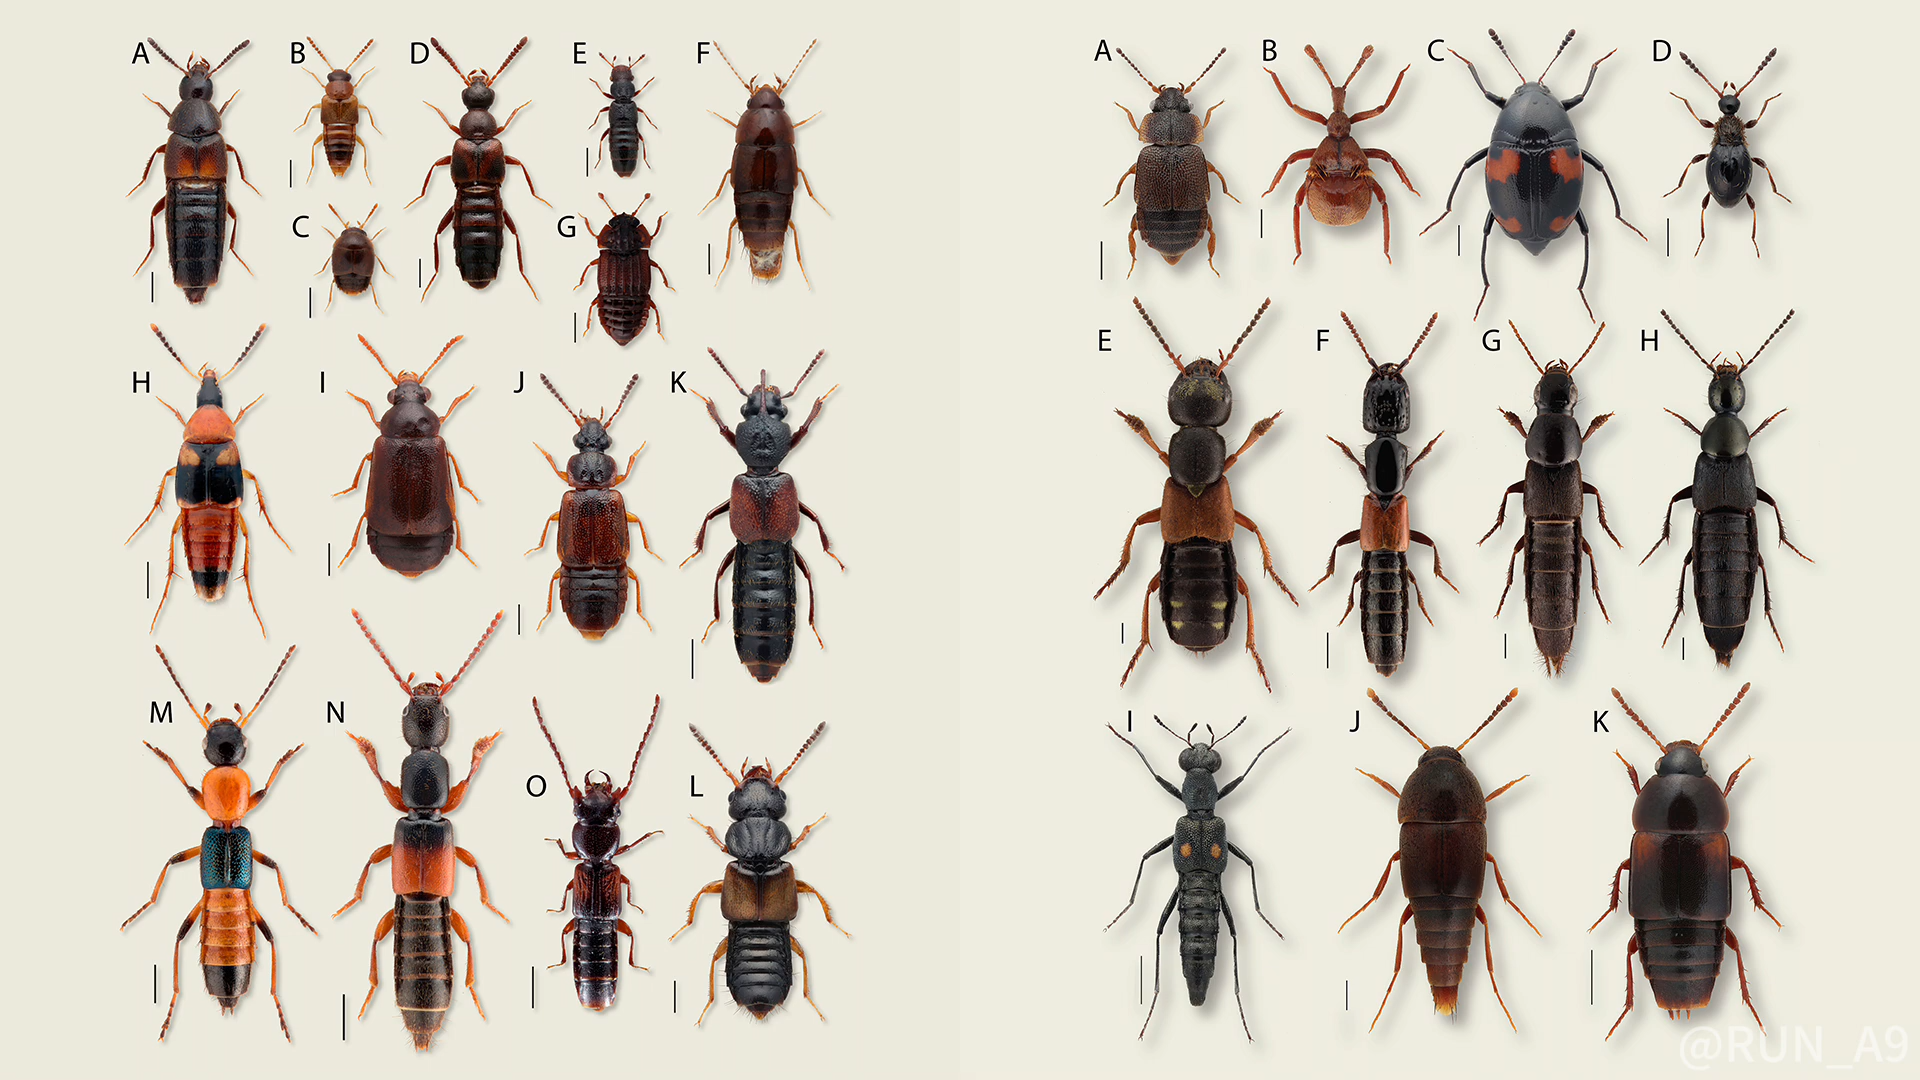 A B D E F
C G
H I J K
M N O L
A B C D
E F G H
I J K
@RUN_A9